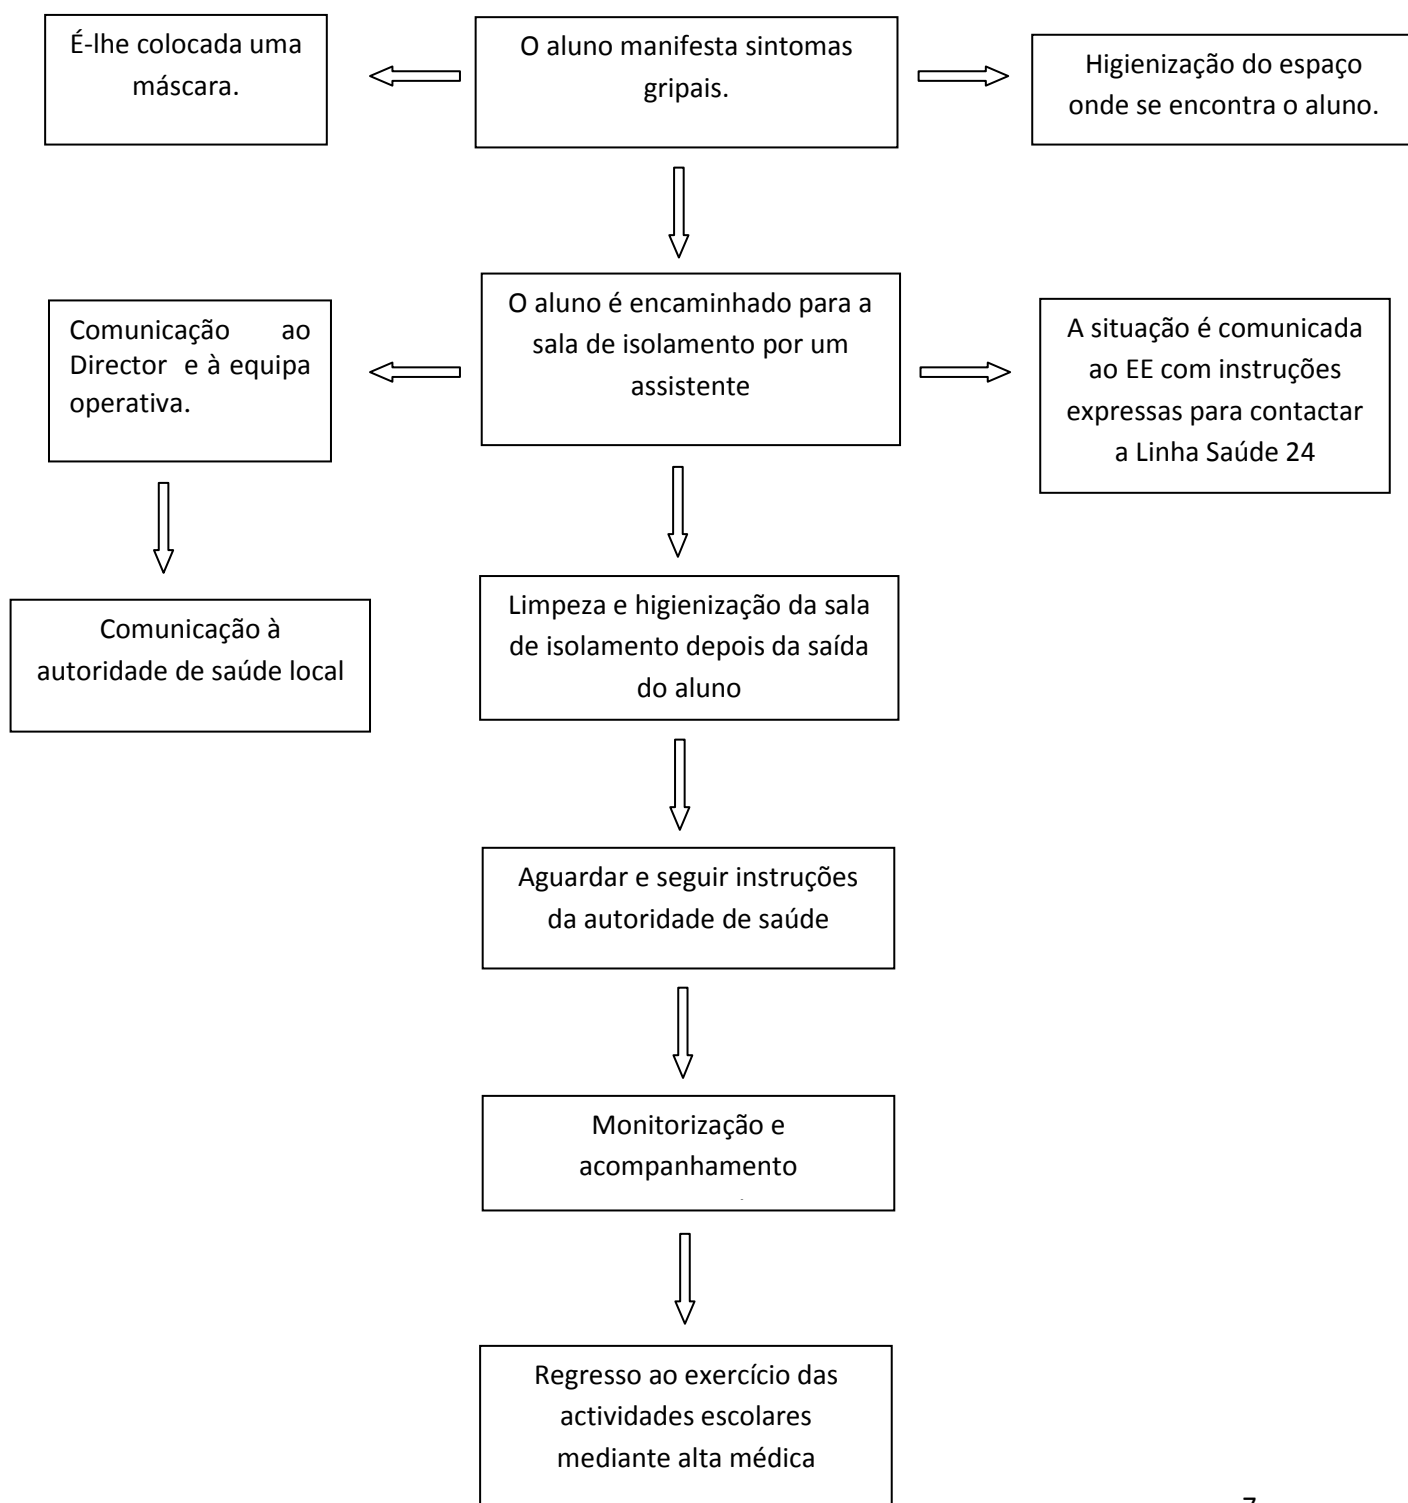 É-lhe colocada uma
máscara.
O aluno manifesta sintomas
gripais.
Higienização do espaço
onde se encontra o aluno.
Comunicação ao
Director e à equipa
operativa.
O aluno é encaminhado para a
sala de isolamento por um
assistente
A situação é comunicada
ao EE com instruções
expressas para contactar
a Linha Saúde 24
Comunicação à
autoridade de saúde local
Limpeza e higienização da sala
de isolamento depois da saída
do aluno
Aguardar e seguir instruções
da autoridade de saúde
Monitorização e
acompanhamento
Regresso ao exercício das
actividades escolares
mediante alta médica